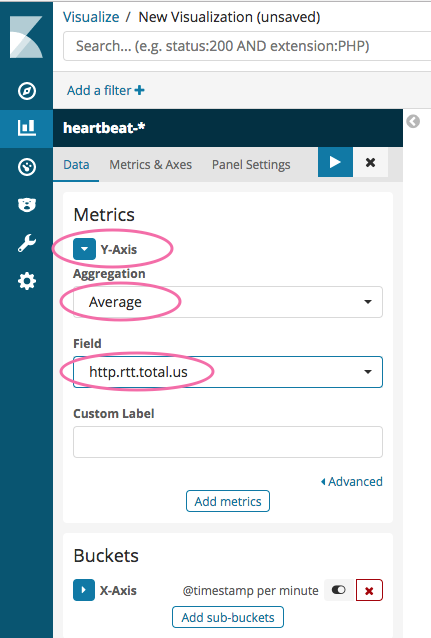 Visualize / New Visualization (unsaved)
Search... (e.g. status:200 AND extension:PHP)
Add a filter +
heartbeat-*
Data Metrics & Axes Panel Settings
Metrics
Y-Axis
Aggregation
Average
Field
http.rtt.total.us
Custom Label
Advanced
Add metrics
Buckets
X-Axis @timestamp per minute
Add sub-buckets